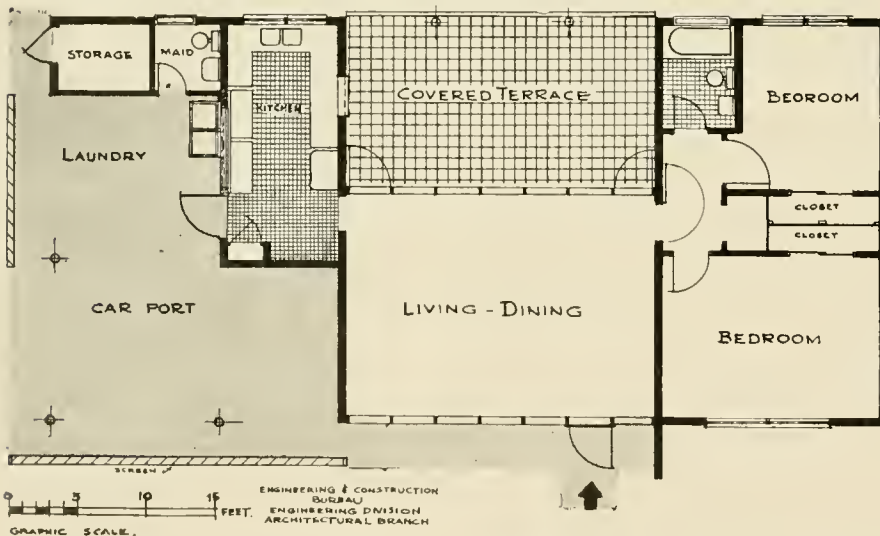 STORAGE
MAID
KITCHEN
COVERED TERRACE
BEDROOM
LAUNDRY
CLOSET
CLOSET
CAR PORT
LIVING - DINING
BEDROOM
SCREEN
0 5 10 15 FEET.
GRAPHIC SCALE.
ENGINEERING & CONSTRUCTION
BUREAU
ENGINEERING DIVISION
ARCHITECTURAL BRANCH